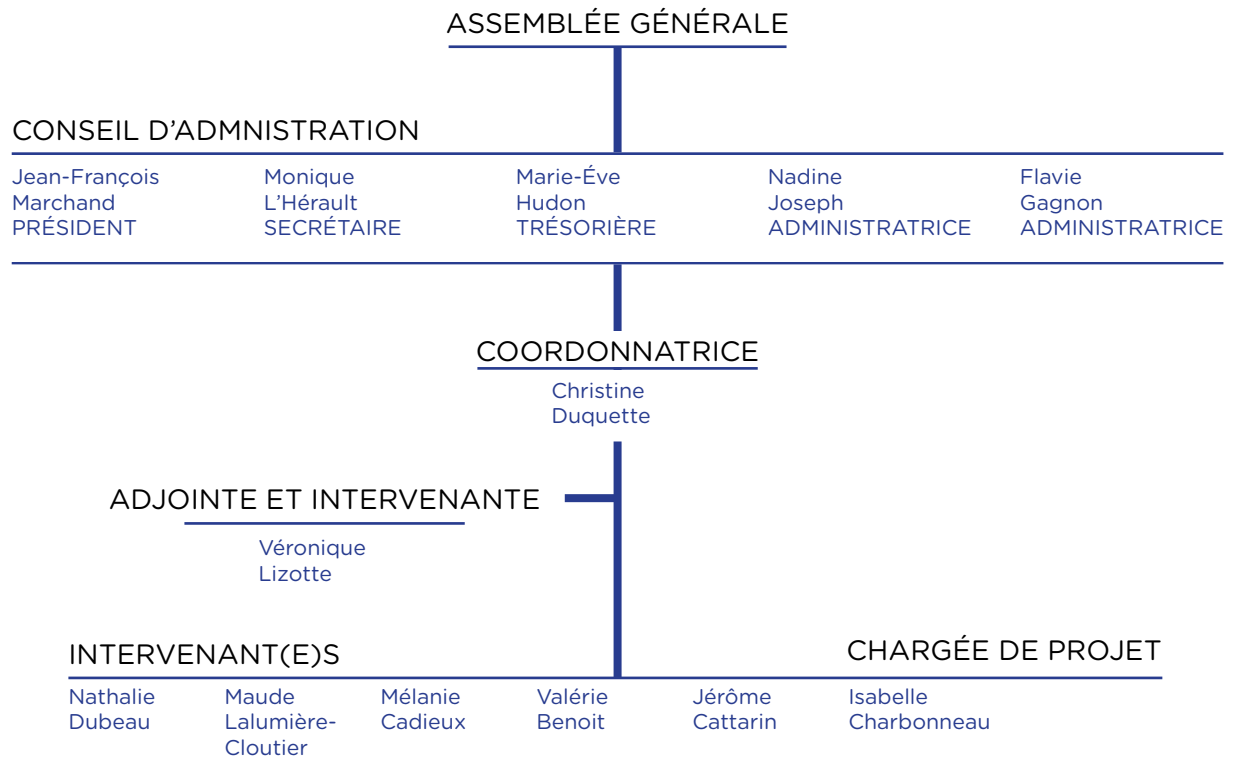 ASSEMBLÉE GÉNÉRALE
CONSEIL D’ADMNISTRATION
Jean-François
Marchand
PRÉSIDENT
Monique
L’Hérault
SECRÉTAIRE
Marie-Ève
Hudon
TRÉSORIÈRE
Nadine
Joseph
ADMINISTRATRICE
Flavie
Gagnon
ADMINISTRATRICE
COORDONNATRICE
Christine
Duquette
ADJOINTE ET INTERVENANTE
Véronique
Lizotte
INTERVENANT(E)S
Nathalie
Dubeau
Maude
Lalumière-
Cloutier
Mélanie
Cadieux
Valérie
Benoit
Jérôme
Cattarin
CHARGÉE DE PROJET
Isabelle
Charbonneau